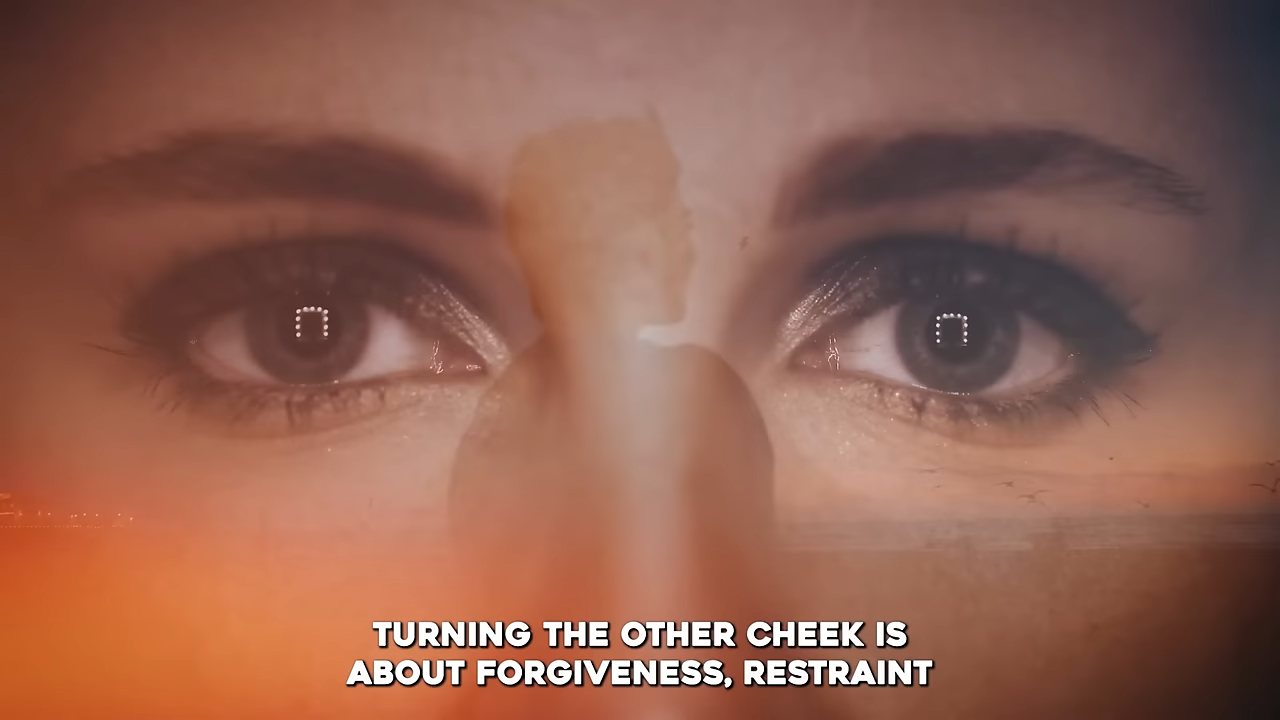 TURNING THE OTHER CHEEK IS
ABOUT FORGIVENESS, RESTRAINT